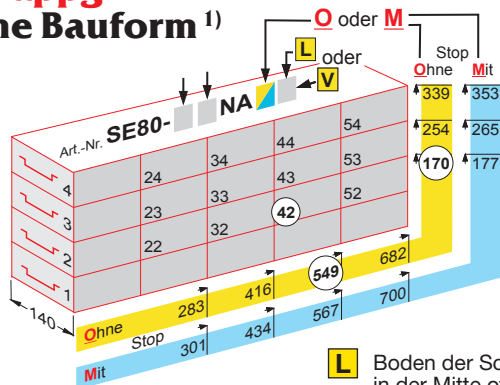 ne Bauform 1)
O oder M
L oder
V
Stop
Ohne Mit
Art.-Nr. SE80- NA
339 353
254 265
170 177
54
44
34
24
53
43
33
23
52
42
32
22
4
3
2
1
140
Ohne 283 416 549 682
Stop
Mit 301 434 567 700
L Boden der Sc
in der Mitte o